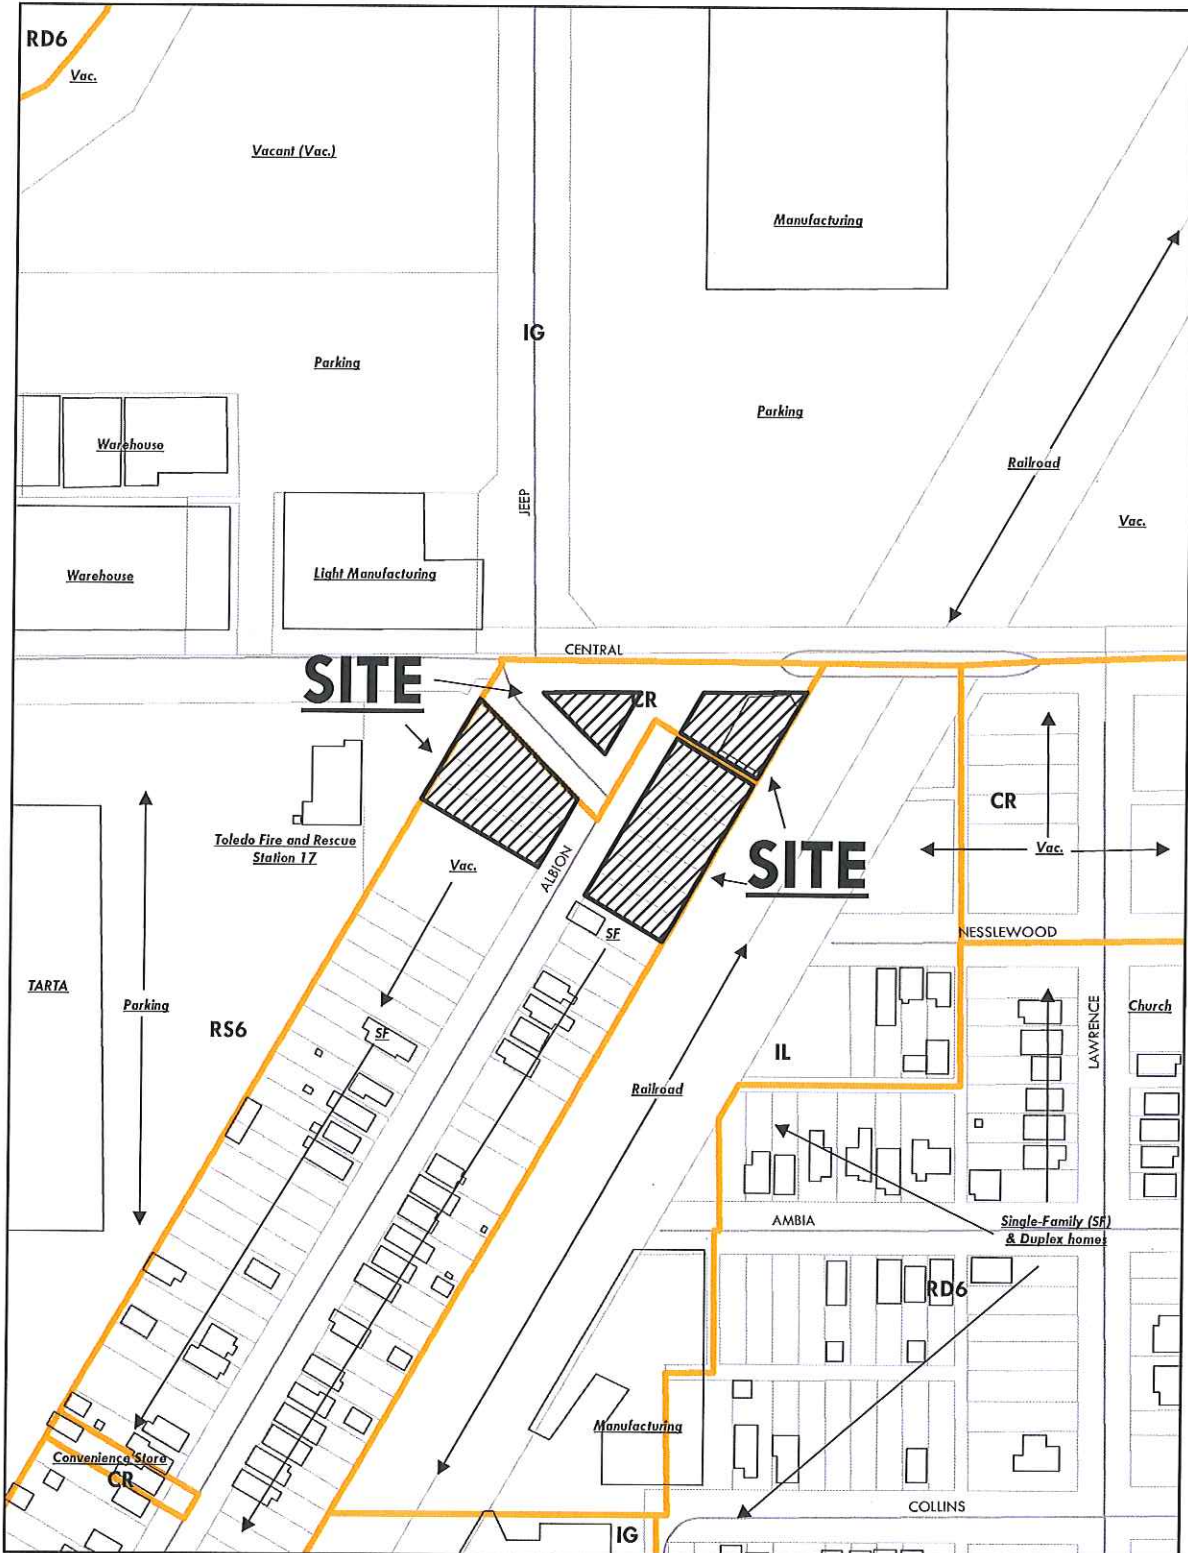 RD6
Vac.
Vacant (Vac.)
Manufacturing
IG
Parking
Parking
Warehouse
Railroad
JEEP
Vac.
Warehouse
Light Manufacturing
CENTRAL
SITE
CR
CR
Toledo Fire and Rescue
Station 17
Vac.
ALBION
SITE
Vac.
NESSLEWOOD
SF
TARTA
Parking
RS6
SF
LAWRENCE
Church
IL
Railroad
AMBIA
Single-Family (SF)
& Duplex homes
RD6
Manufacturing
Convenience Store
CR
COLLINS
IG